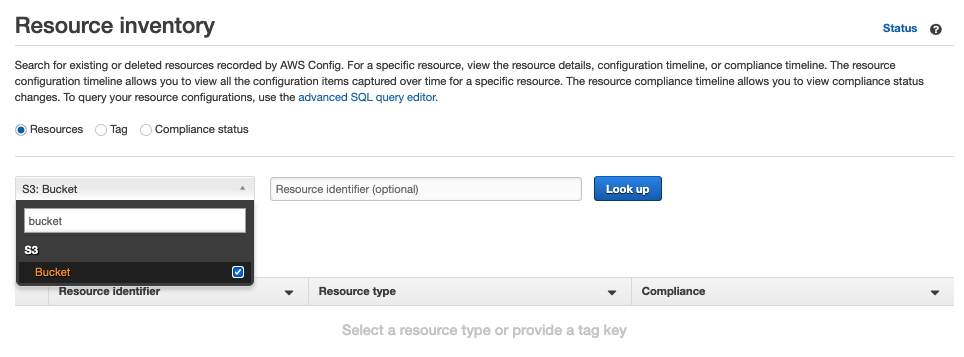 Resource inventory
Status
Search for existing or deleted resources recorded by AWS Config. For a specific resource, view the resource details, configuration timeline, or compliance timeline. The resource
configuration timeline allows you to view all the configuration items captured over time for a specific resource. The resource compliance timeline allows you to view compliance status
changes. To query your resource configurations, use the advanced SQL query editor.
Resources Tag Compliance status
S3: Bucket
Resource identifier (optional)
Look up
bucket
S3
Bucket
Resource identifier Resource type Compliance
Select a resource type or provide a tag key